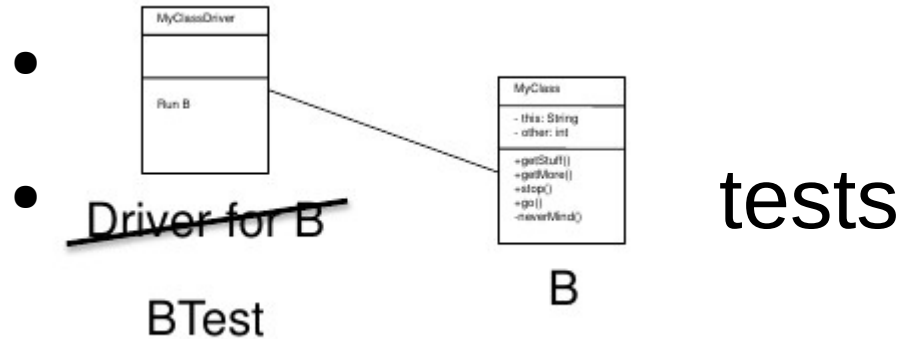 MyClassDriver
Run B
Driver for B
BTest
MyClass
- this: String
- other: int
+getStuff()
+getMore()
+stop()
+go()
-neverMind()
B
tests